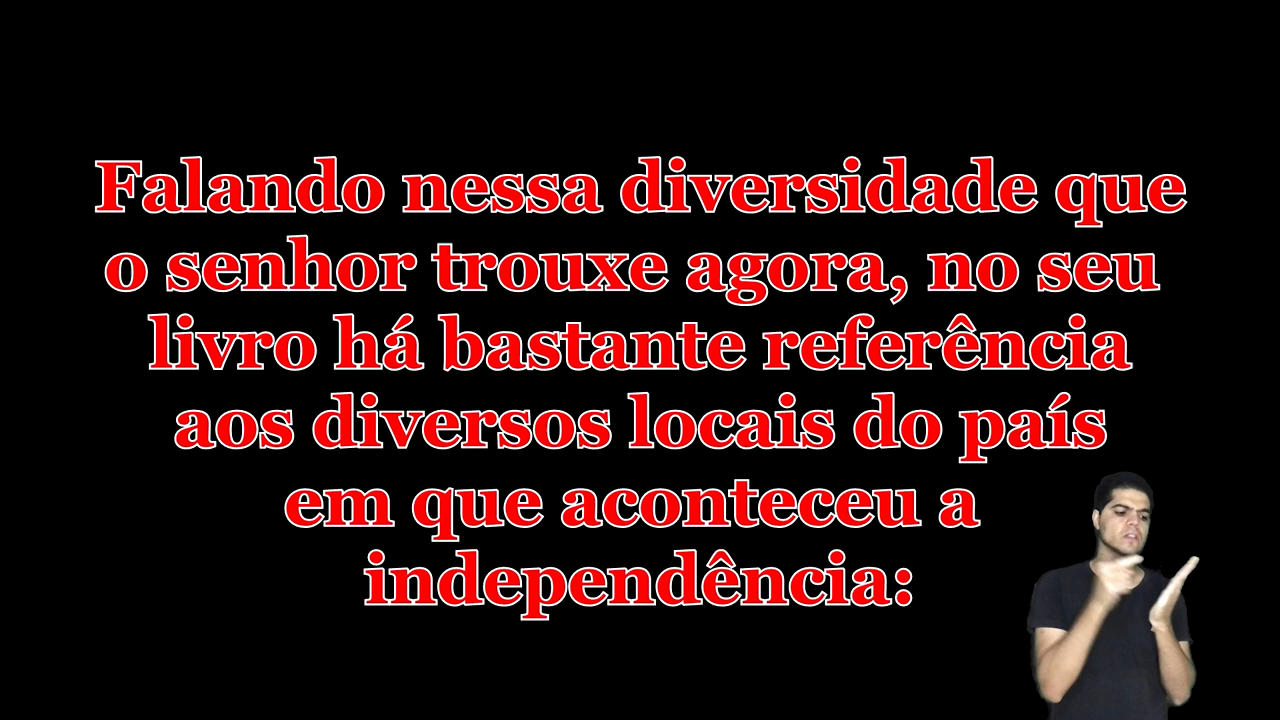 Falando nessa diversidade que
o senhor trouxe agora, no seu
livro há bastante referência
aos diversos locais do país
em que aconteceu a
independência: